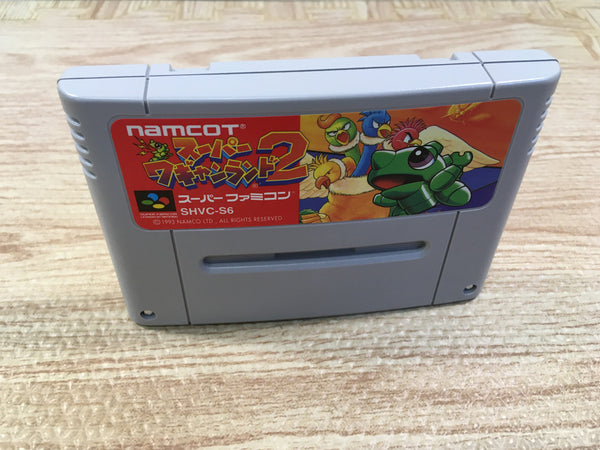 namcot®
スーパー
ワギャンランド2
スーパーファミコン
SHVC-S6
©1993 NAMCO LTD., ALL RIGHTS RESERVED